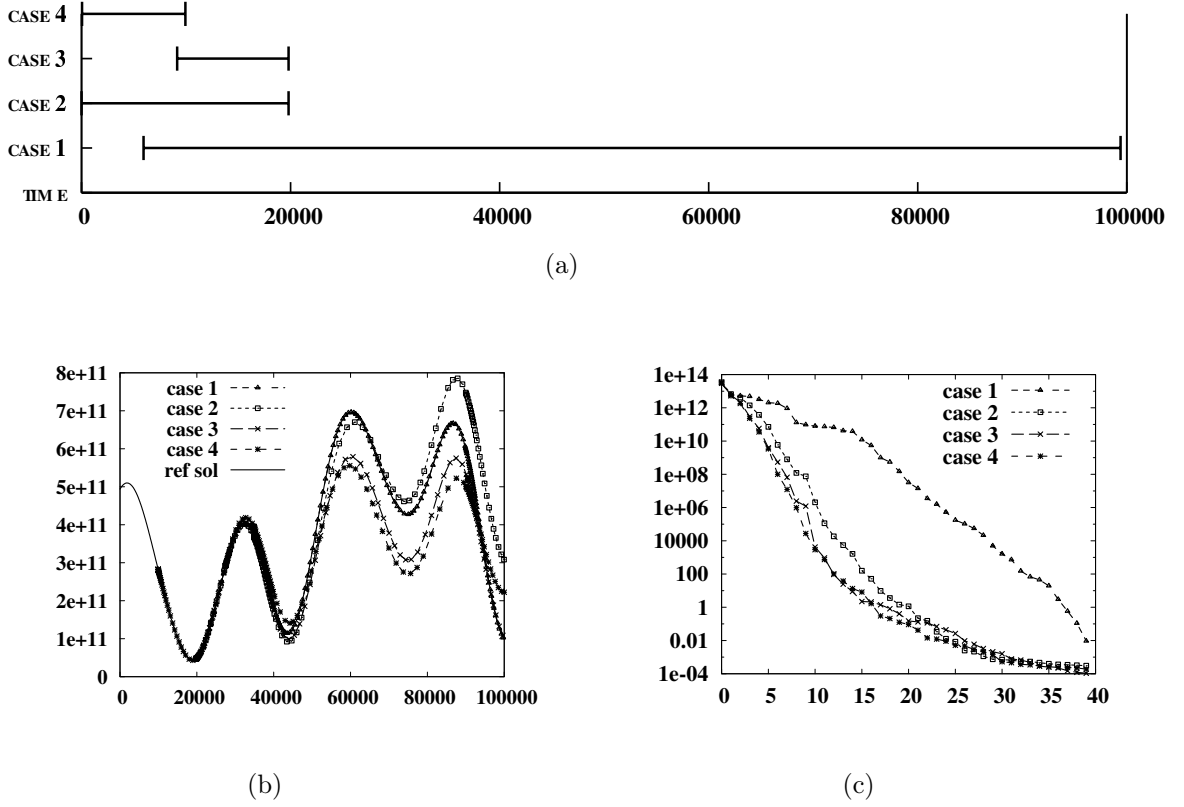 CASE 4
CASE 3
CASE 2
CASE 1
TIME
0 20000 40000 60000 80000 100000
(a)
8e+11
7e+11
6e+11
5e+11
4e+11
3e+11
2e+11
1e+11
0
case 1
case 2
case 3
case 4
ref sol
0 20000 40000 60000 80000 100000
(b)
1e+14
1e+12
1e+10
1e+08
1e+06
10000
100
1
0.01
1e-04
case 1
case 2
case 3
case 4
0 5 10 15 20 25 30 35 40
(c)